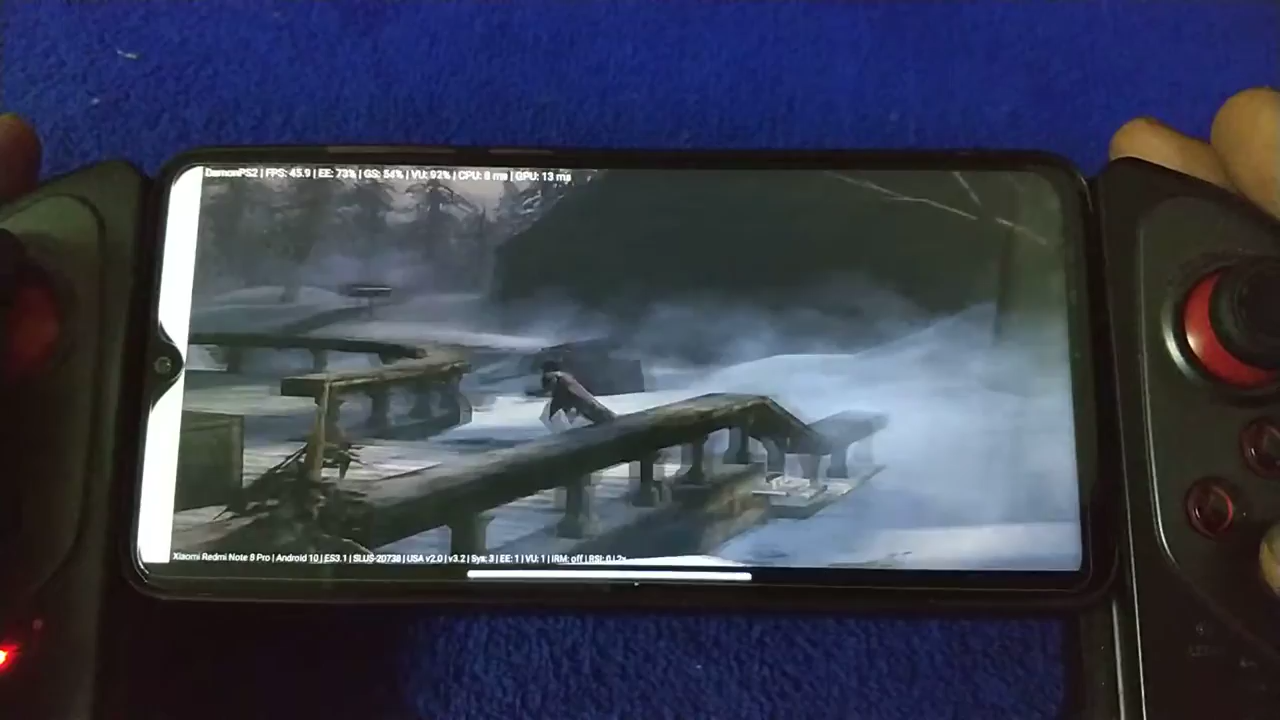 DamonPS2 | FPS: 45.9 | EE: 73% | GS: 54% | VU: 92% | CPU: 8 ms | GPU: 13 ms
Xiaomi Redmi Note 8 Pro | Android 10 | ES3.1 | SLUS-20738 | USA v2.0 | v3.2 | Sys: 3 | EE: 1 | VU: 1 | IRM: off |